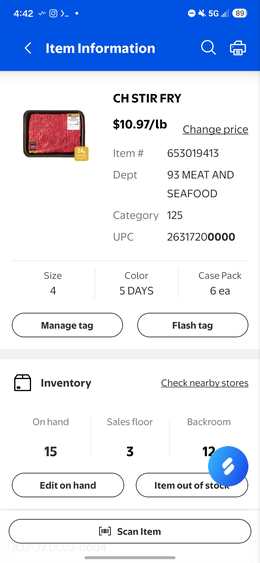 4:42
5G 89
Item Information
CH STIR FRY
$10.97/lb
Change price
Item # 653019413
Dept 93 MEAT AND
SEAFOOD
Category 125
UPC 26317200000
Size Color Case Pack
4 5 DAYS 6 ea
Manage tag Flash tag
Inventory Check nearby stores
On hand Sales floor Backroom
15 3 12
Edit on hand Item out of stock
Scan Item